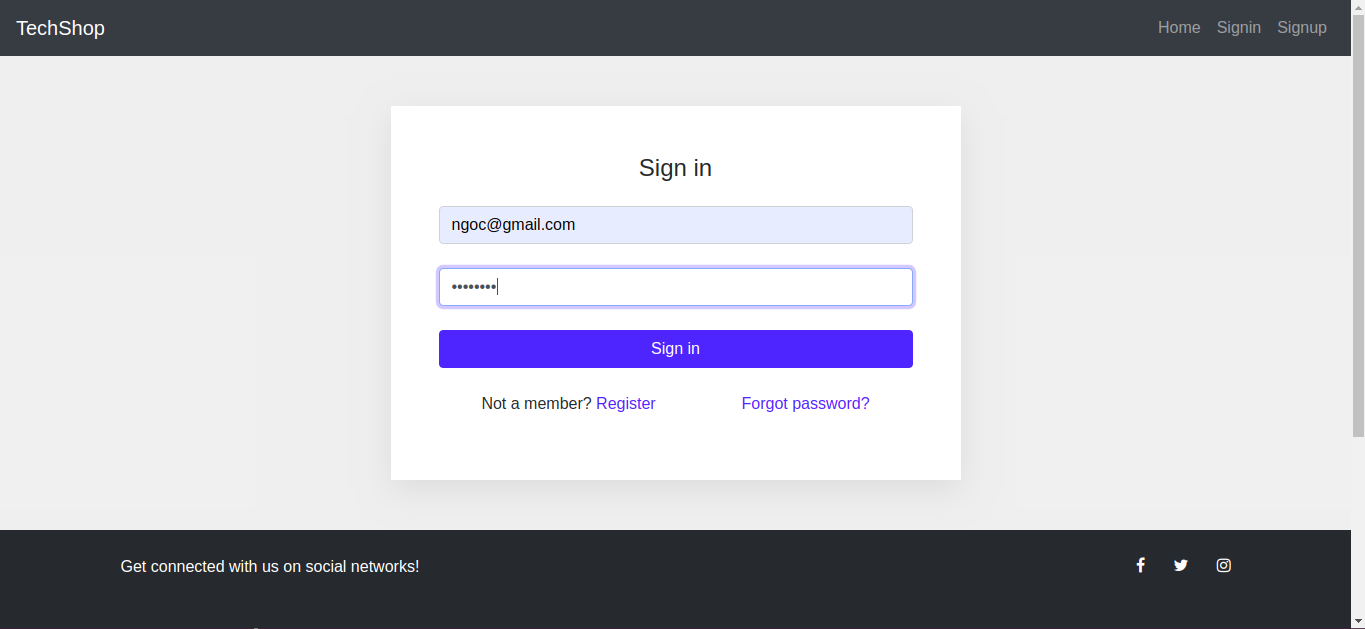 TechShop
Home Signin Signup
Sign in
ngoc@gmail.com
••••••••
Sign in
Not a member? Register Forgot password?
Get connected with us on social networks!